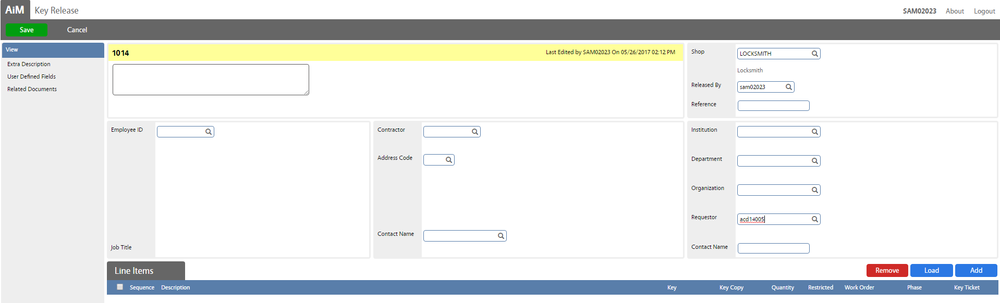 AiM Key Release SAM02023 About Logout
Save Cancel
View
Extra Description
User Defined Fields
Related Documents
1014 Last Edited by SAM02023 On 05/26/2017 02:12 PM
Shop LOCKSMITH
Locksmith
Released By sam02023
Reference
Employee ID
Job Title
Contractor
Address Code
Contact Name
Institution
Department
Organization
Requestor acd14005
Contact Name
Line Items Remove Load Add
Sequence Description Key Key Copy Quantity Restricted Work Order Phase Key Ticket